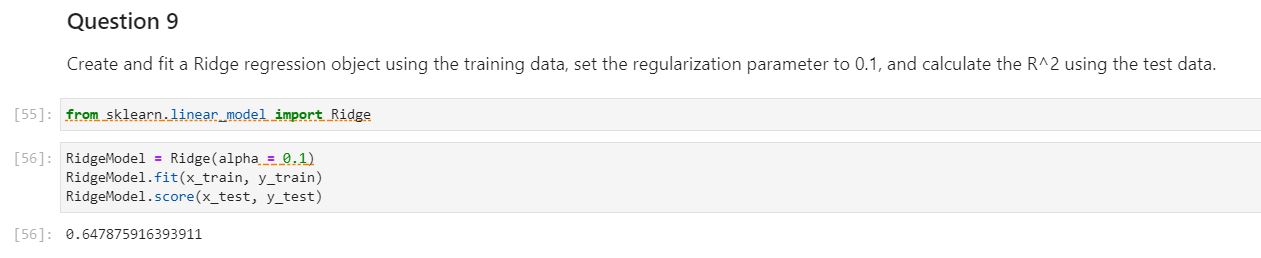 Question 9
Create and fit a Ridge regression object using the training data, set the regularization parameter to 0.1, and calculate the R^2 using the test data.
[55]: from sklearn.linear_model import Ridge
[56]: RidgeModel = Ridge(alpha = 0.1)
RidgeModel.fit(x_train, y_train)
RidgeModel.score(x_test, y_test)
[56]: 0.647875916393911